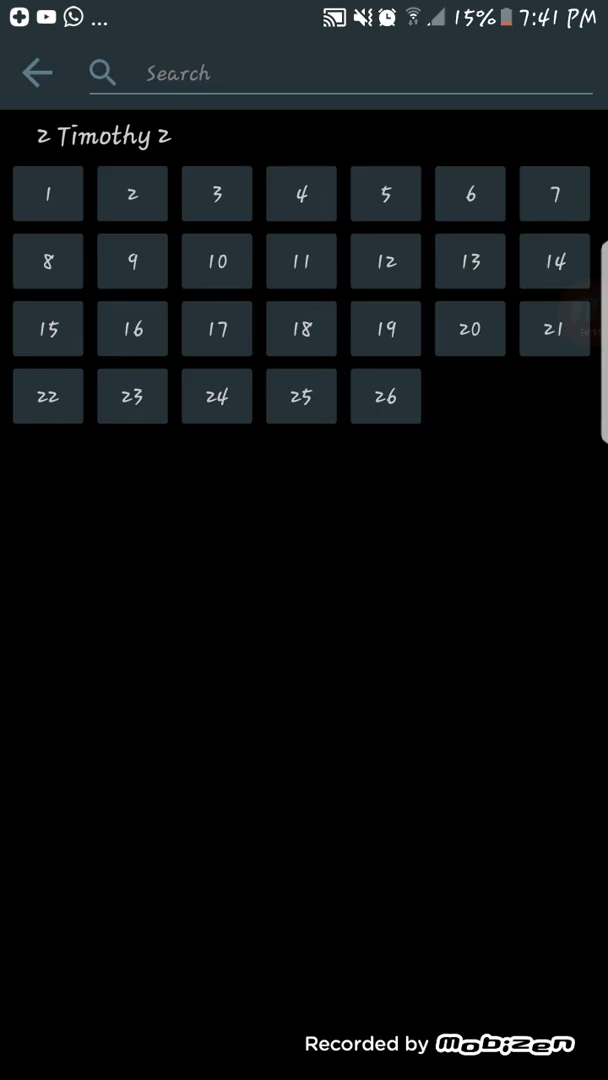 ... 15% 7:41 PM
Search
2 Timothy 2
1 2 3 4 5 6 7
8 9 10 11 12 13 14
15 16 17 18 19 20 21
22 23 24 25 26
Recorded by mobizen